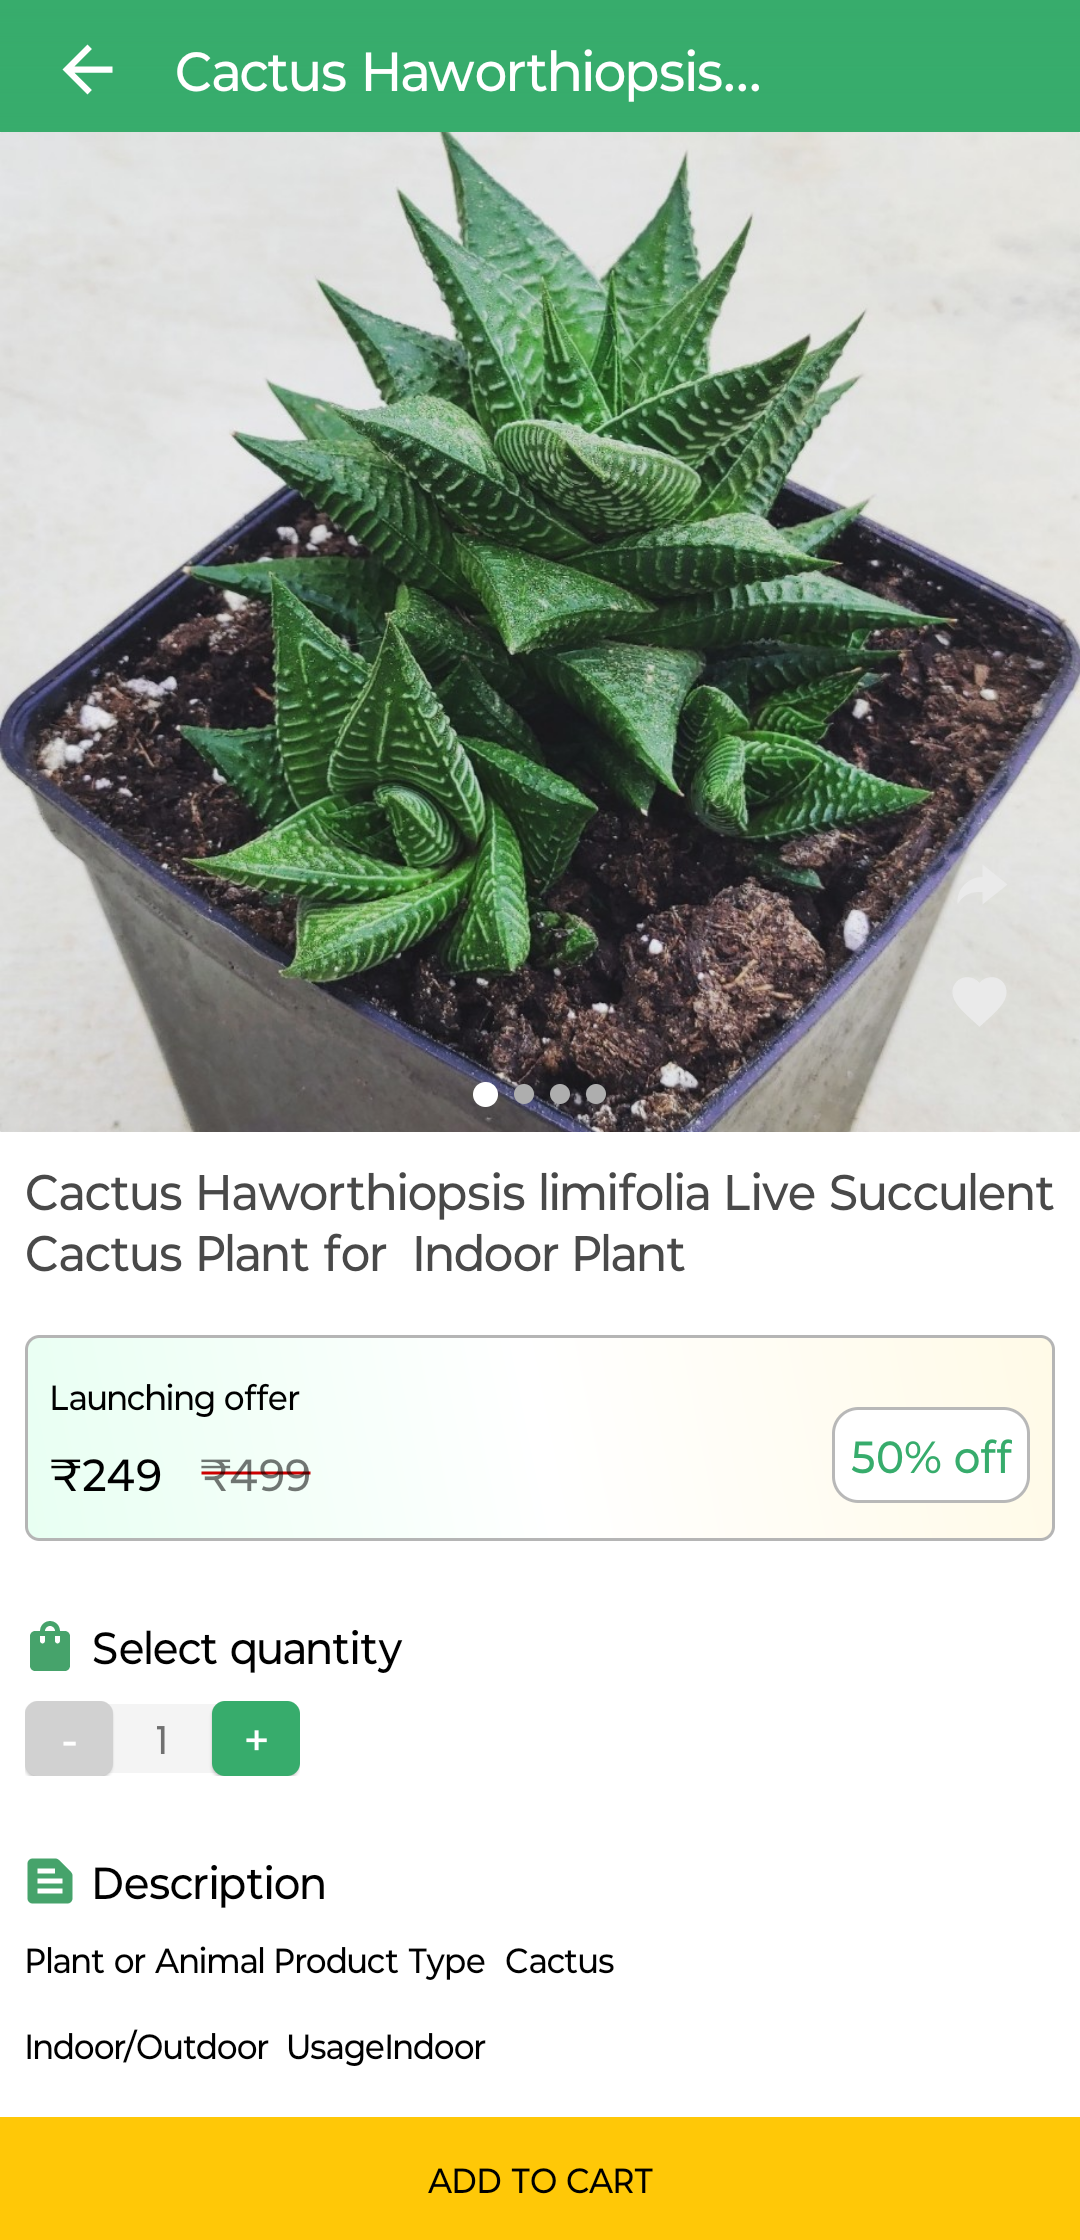 Cactus Haworthiopsis...
Cactus Haworthiopsis limifolia Live Succulent
Cactus Plant for  Indoor Plant
Launching offer
₹249 ₹499
50% off
Select quantity
- 1 +
Description
Plant or Animal Product Type  Cactus
Indoor/Outdoor  UsageIndoor
ADD TO CART